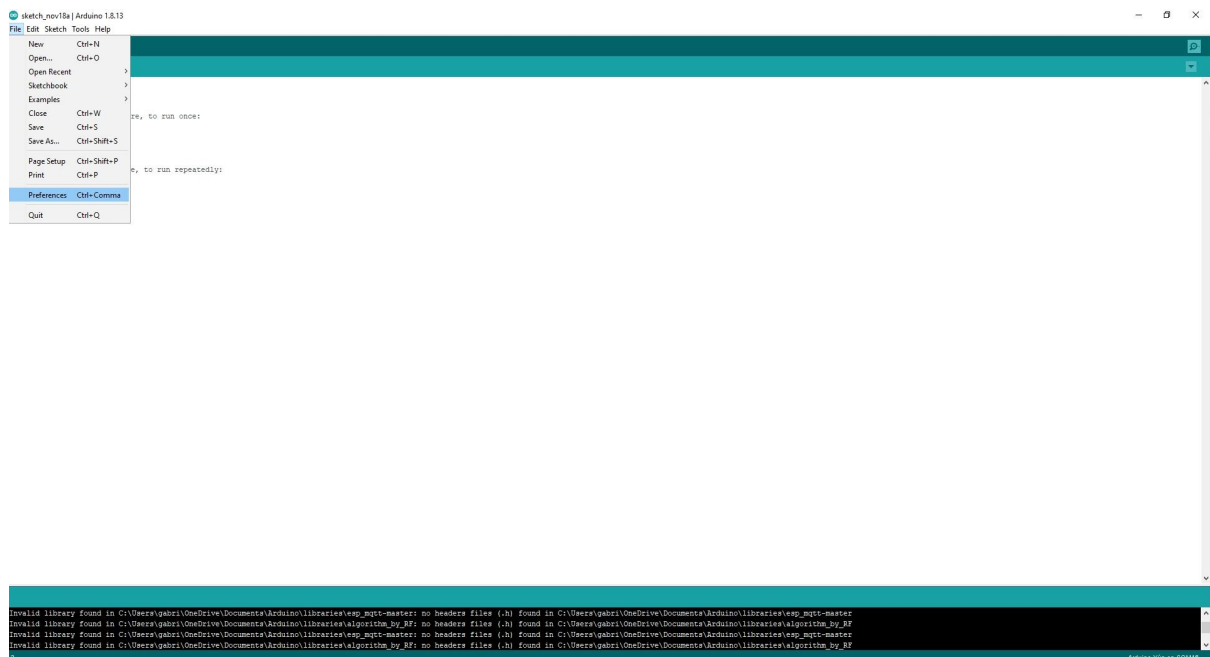 sketch_nov18a | Arduino 1.8.13
File Edit Sketch Tools Help
New Ctrl+N
Open... Ctrl+O
Open Recent
Sketchbook
Examples
Close Ctrl+W
Save Ctrl+S
Save As... Ctrl+Shift+S
Page Setup Ctrl+Shift+P
Print Ctrl+P
Preferences Ctrl+Comma
Quit Ctrl+Q
re, to run once:
e, to run repeatedly:
Invalid library found in C:\Users\gabri\OneDrive\Documents\Arduino\libraries\esp_mqtt-master: no headers files (.h) found in C:\Users\gabri\OneDrive\Documents\Arduino\libraries\esp_mqtt-master
Invalid library found in C:\Users\gabri\OneDrive\Documents\Arduino\libraries\algorithm_by_RF: no headers files (.h) found in C:\Users\gabri\OneDrive\Documents\Arduino\libraries\algorithm_by_RF
Invalid library found in C:\Users\gabri\OneDrive\Documents\Arduino\libraries\esp_mqtt-master: no headers files (.h) found in C:\Users\gabri\OneDrive\Documents\Arduino\libraries\esp_mqtt-master
Invalid library found in C:\Users\gabri\OneDrive\Documents\Arduino\libraries\algorithm_by_RF: no headers files (.h) found in C:\Users\gabri\OneDrive\Documents\Arduino\libraries\algorithm_by_RF